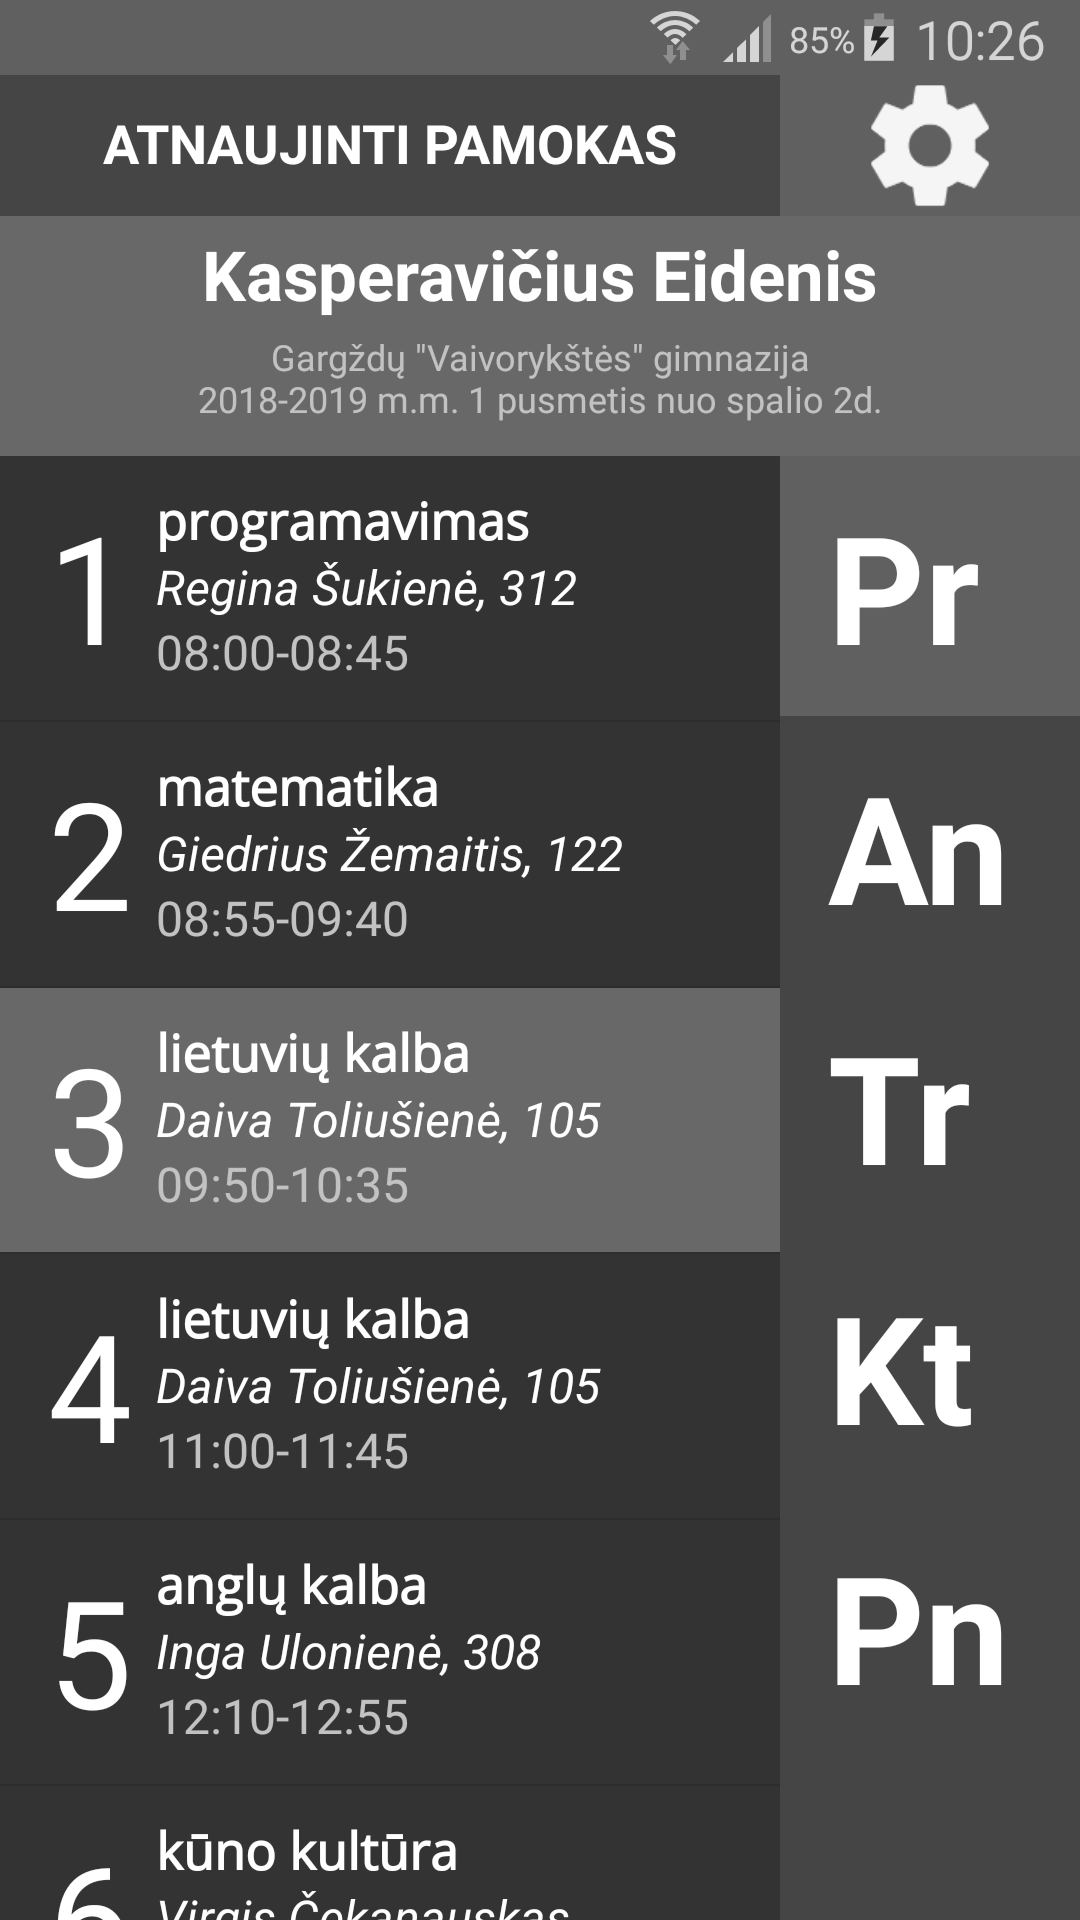 85% 10:26
ATNAUJINTI PAMOKAS
Kasperavičius Eidenis
Gargždų "Vaivorykštės" gimnazija
2018-2019 m.m. 1 pusmetis nuo spalio 2d.
1
programavimas
Regina Šukienė, 312
08:00-08:45
Pr
2
matematika
Giedrius Žemaitis, 122
08:55-09:40
An
3
lietuvių kalba
Daiva Toliušienė, 105
09:50-10:35
Tr
4
lietuvių kalba
Daiva Toliušienė, 105
11:00-11:45
Kt
5
anglų kalba
Inga Ulonienė, 308
12:10-12:55
Pn
6
kūno kultūra
Virgis Čekanauskas